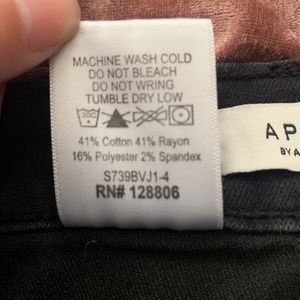 MACHINE WASH COLD
DO NOT BLEACH
DO NOT WRING
TUMBLE DRY LOW
30C
41% Cotton 41% Rayon
16% Polyester 2% Spandex
S739BVJ1-4
RN# 128806
A P
BY A